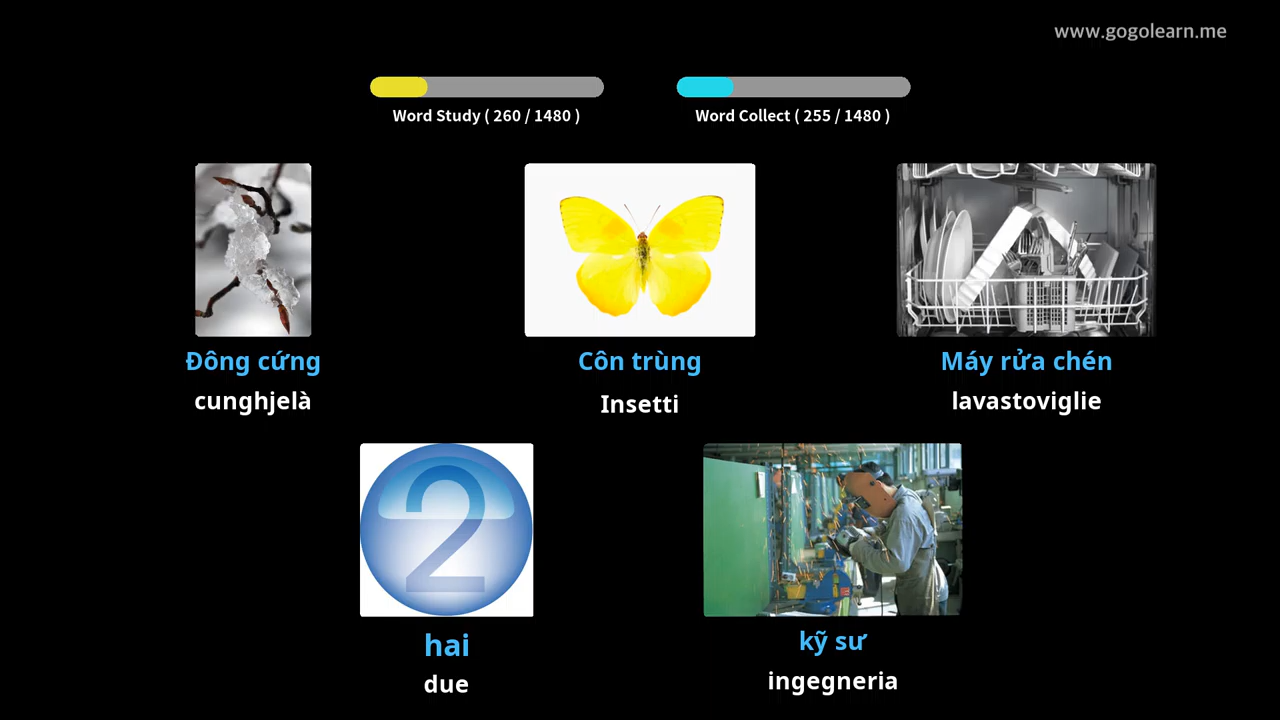 www.gogolearn.me
Word Study ( 260 / 1480 )
Word Collect ( 255 / 1480 )
Đông cứng
cunghjelà
Côn trùng
Insetti
Máy rửa chén
lavastoviglie
2
hai
due
kỹ sư
ingegneria